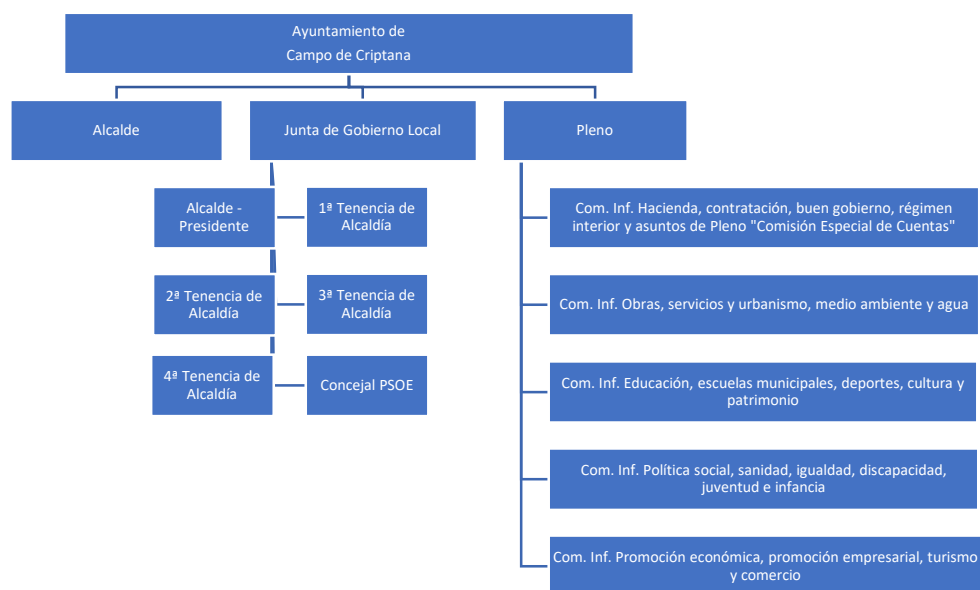 Ayuntamiento de
Campo de Criptana
Alcalde
Junta de Gobierno Local
Pleno
Alcalde -
Presidente
1ª Tenencia de
Alcaldía
2ª Tenencia de
Alcaldía
3ª Tenencia de
Alcaldía
4ª Tenencia de
Alcaldía
Concejal PSOE
Com. Inf. Hacienda, contratación, buen gobierno, régimen
interior y asuntos de Pleno "Comisión Especial de Cuentas"
Com. Inf. Obras, servicios y urbanismo, medio ambiente y agua
Com. Inf. Educación, escuelas municipales, deportes, cultura y
patrimonio
Com. Inf. Política social, sanidad, igualdad, discapacidad,
juventud e infancia
Com. Inf. Promoción económica, promoción empresarial, turismo
y comercio